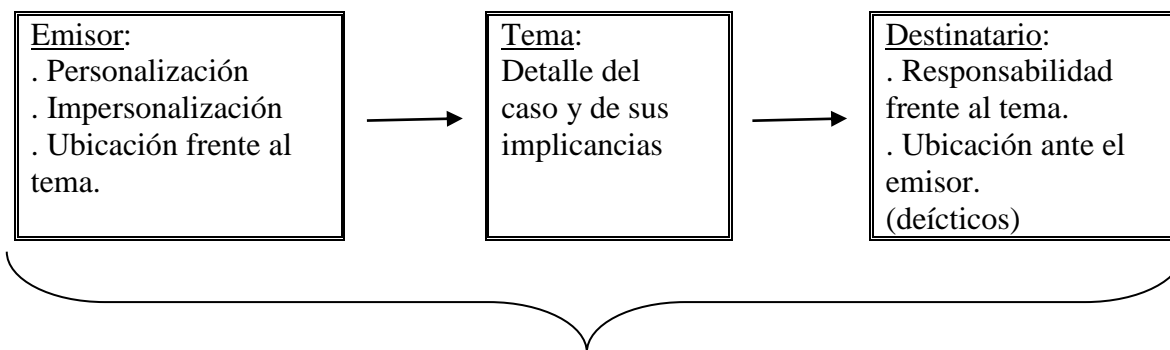 Emisor:
. Personalización
. Impersonalización
. Ubicación frente al
tema.
Tema:
Detalle del
caso y de sus
implicancias
Destinatario:
. Responsabilidad
frente al tema.
. Ubicación ante el
emisor.
(deícticos)